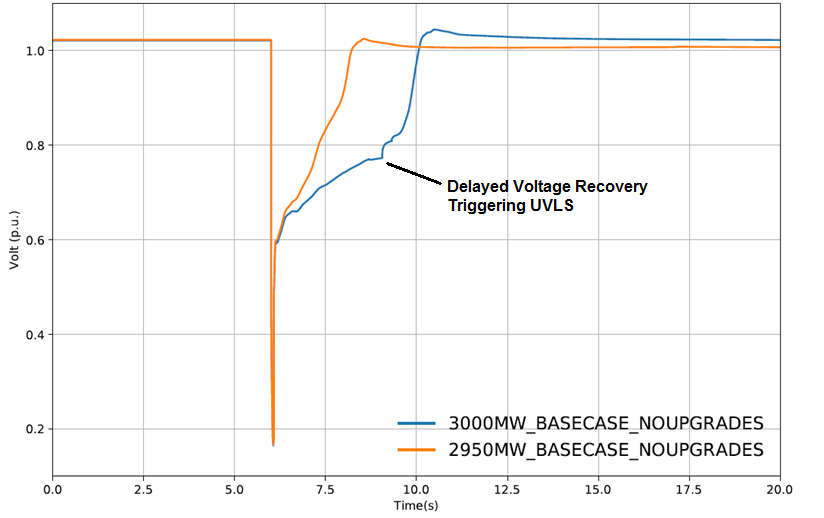 1.0
0.8
0.6
0.4
0.2
Volt (p.u.)
Delayed Voltage Recovery
Triggering UVLS
3000MW_BASECASE_NOUPGRADES
2950MW_BASECASE_NOUPGRADES
0.0 2.5 5.0 7.5 10.0 12.5 15.0 17.5 20.0
Time(s)